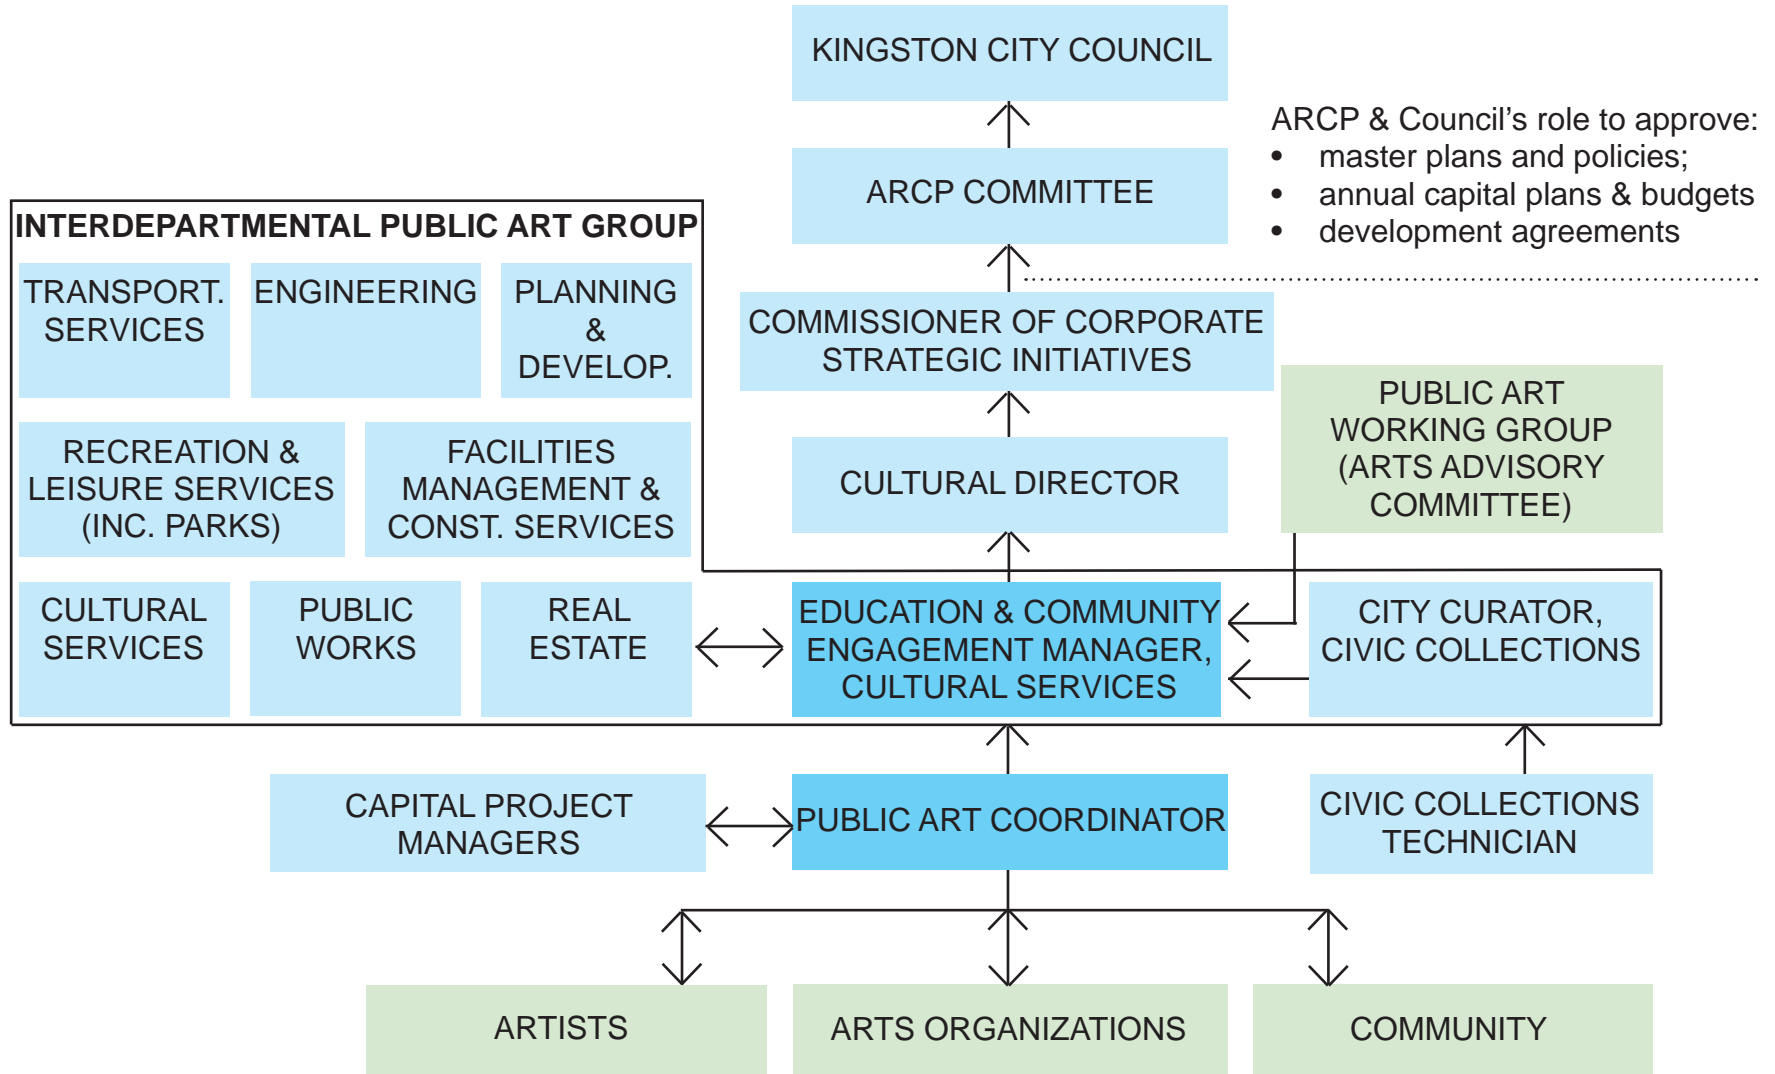 KINGSTON CITY COUNCIL
ARCP & Council’s role to approve:
• master plans and policies;
• annual capital plans & budgets
• development agreements
ARCP COMMITTEE
INTERDEPARTMENTAL PUBLIC ART GROUP
TRANSPORT.
SERVICES
ENGINEERING
PLANNING
&
DEVELOP.
COMMISSIONER OF CORPORATE
STRATEGIC INITIATIVES
PUBLIC ART
WORKING GROUP
(ARTS ADVISORY
COMMITTEE)
RECREATION &
LEISURE SERVICES
(INC. PARKS)
FACILITIES
MANAGEMENT &
CONST. SERVICES
CULTURAL DIRECTOR
CULTURAL
SERVICES
PUBLIC
WORKS
REAL
ESTATE
EDUCATION & COMMUNITY
ENGAGEMENT MANAGER,
CULTURAL SERVICES
CITY CURATOR,
CIVIC COLLECTIONS
CAPITAL PROJECT
MANAGERS
PUBLIC ART COORDINATOR
CIVIC COLLECTIONS
TECHNICIAN
ARTISTS
ARTS ORGANIZATIONS
COMMUNITY